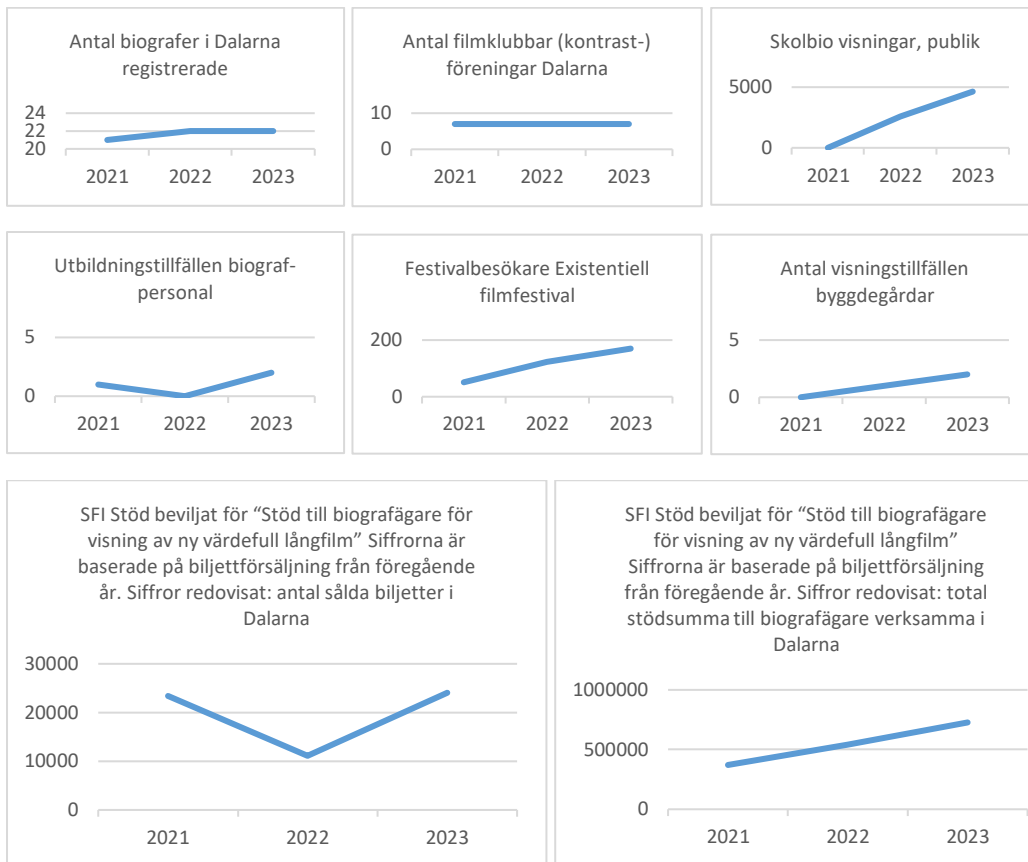 Antal biografer i Dalarna
registrerade
24
22
20
2021 2022 2023
Antal filmklubbar (kontrast-)
föreningar Dalarna
10
0
2021 2022 2023
Skolbio visningar, publik
5000
0
2021 2022 2023
Utbildningstillfällen biograf-
personal
5
0
2021 2022 2023
Festivalbesökare Existentiell
filmfestival
200
0
2021 2022 2023
Antal visningstillfällen
byggdegårdar
5
0
2021 2022 2023
SFI Stöd beviljat för “Stöd till biografägare för
visning av ny värdefull långfilm” Siffrorna är
baserade på biljettförsäljning från föregående
år. Siffror redovisat: antal sålda biljetter i
Dalarna
30000
20000
10000
0
2021 2022 2023
SFI Stöd beviljat för “Stöd till biografägare
för visning av ny värdefull långfilm”
Siffrorna är baserade på biljettförsäljning
från föregående år. Siffror redovisat: total
stödsumma till biografägare verksamma i
Dalarna
1000000
500000
0
2021 2022 2023